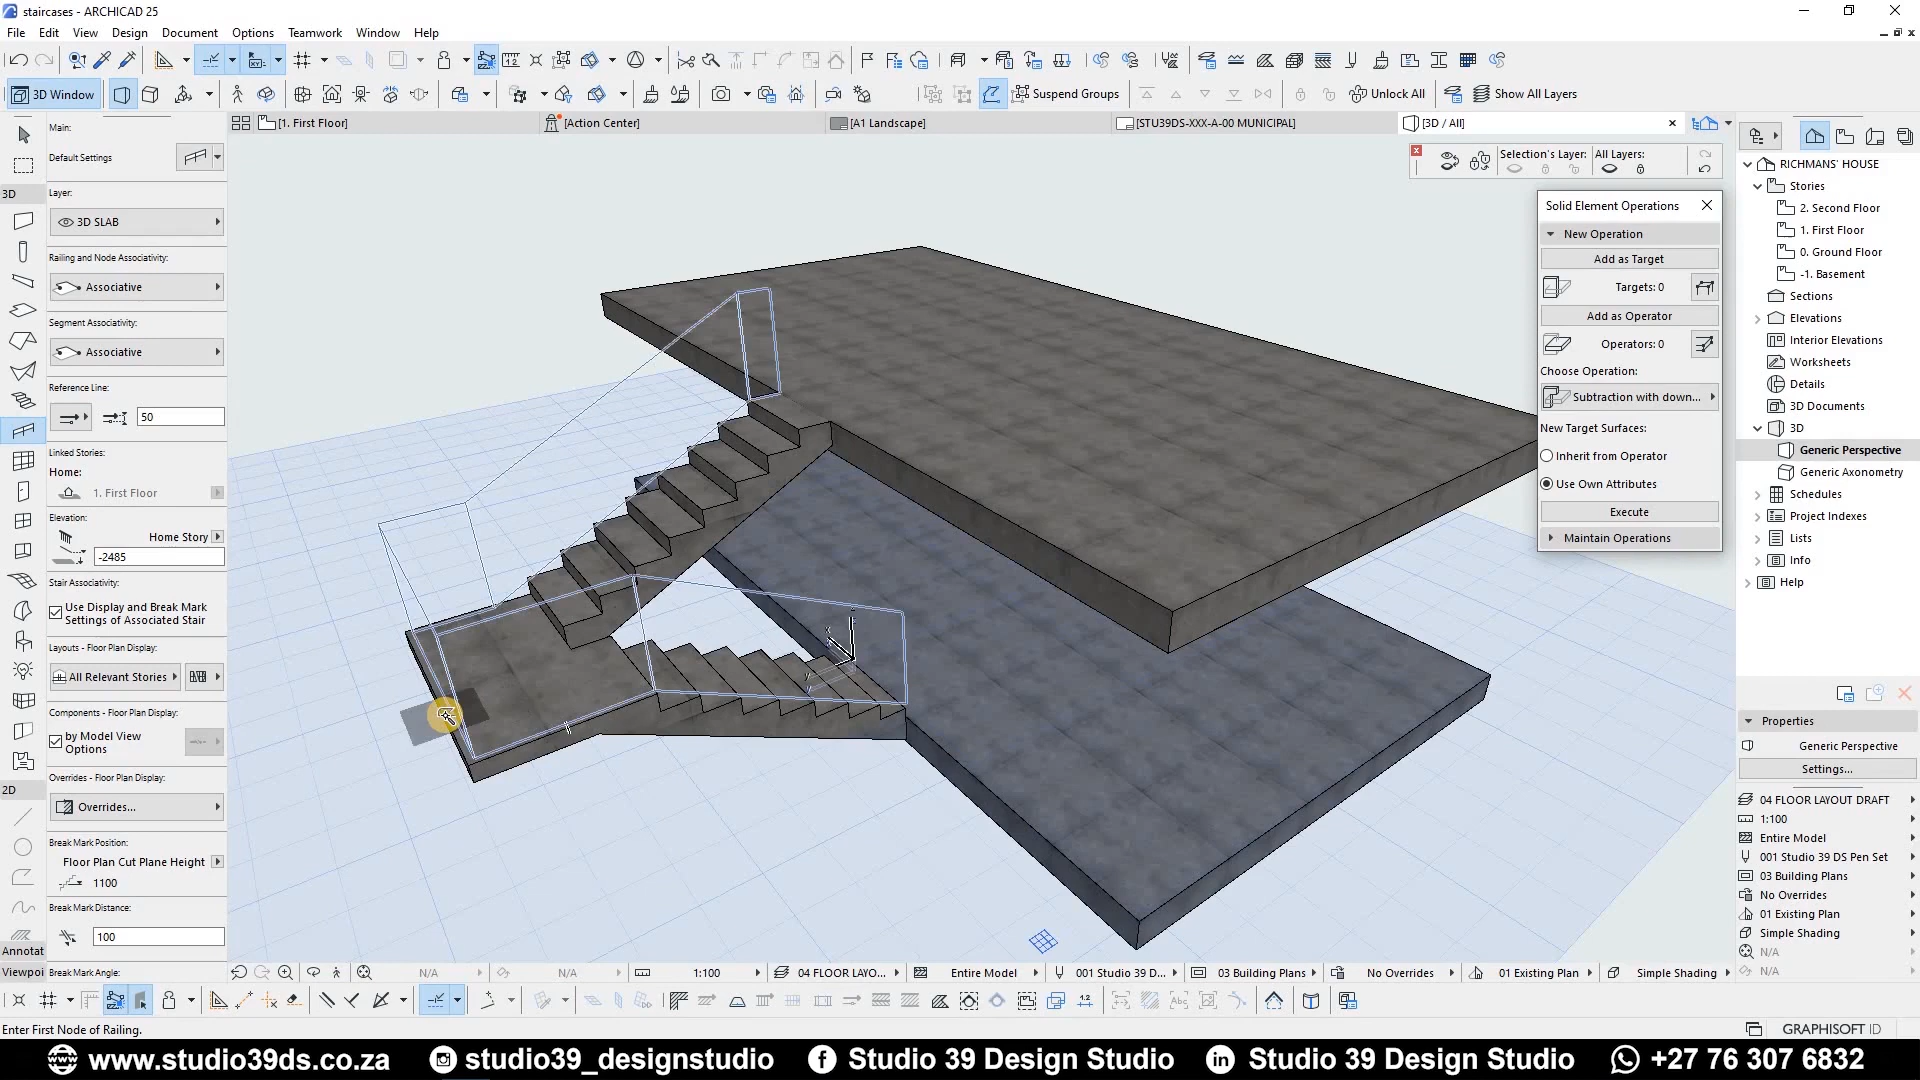 staircases - ARCHICAD 25
File Edit View Design Document Options Teamwork Window Help
3D Window
Suspend Groups
Unlock All
Show All Layers
[1. First Floor]
[Action Center]
[A1 Landscape]
[STU39DS-XXX-A-00 MUNICIPAL]
[3D / All]
Main:
Default Settings
3D
Layer:
3D SLAB
Railing and Node Associativity:
Associative
Segment Associativity:
Associative
Reference Line:
50
Linked Stories:
Home:
1. First Floor
Elevation:
Home Story
-2485
Stair Associativity:
Use Display and Break Mark
Settings of Associated Stair
Layouts - Floor Plan Display:
All Relevant Stories
Components - Floor Plan Display:
by Model View
Options
2D
Overrides - Floor Plan Display:
Overrides...
Break Mark Position:
Floor Plan Cut Plane Height
1100
Break Mark Distance:
100
Annotat
Viewpoi
Break Mark Angle:
Selection's Layer:
All Layers:
Solid Element Operations
New Operation
Add as Target
Targets: 0
Add as Operator
Operators: 0
Choose Operation:
Subtraction with down...
New Target Surfaces:
Inherit from Operator
Use Own Attributes
Execute
Maintain Operations
RICHMANS' HOUSE
Stories
2. Second Floor
1. First Floor
0. Ground Floor
-1. Basement
Sections
Elevations
Interior Elevations
Worksheets
Details
3D Documents
3D
Generic Perspective
Generic Axonometry
Schedules
Project Indexes
Lists
Info
Help
Properties
Generic Perspective
Settings...
04 FLOOR LAYOUT DRAFT
1:100
Entire Model
001 Studio 39 DS Pen Set
03 Building Plans
No Overrides
01 Existing Plan
Simple Shading
N/A
N/A
N/A
N/A
1:100
04 FLOOR LAYO...
Entire Model
001 Studio 39 D...
03 Building Plans
No Overrides
01 Existing Plan
Simple Shading
Enter First Node of Railing.
GRAPHISOFT ID
www.studio39ds.co.za
studio39_designstudio
Studio 39 Design Studio
Studio 39 Design Studio
+27 76 307 6832